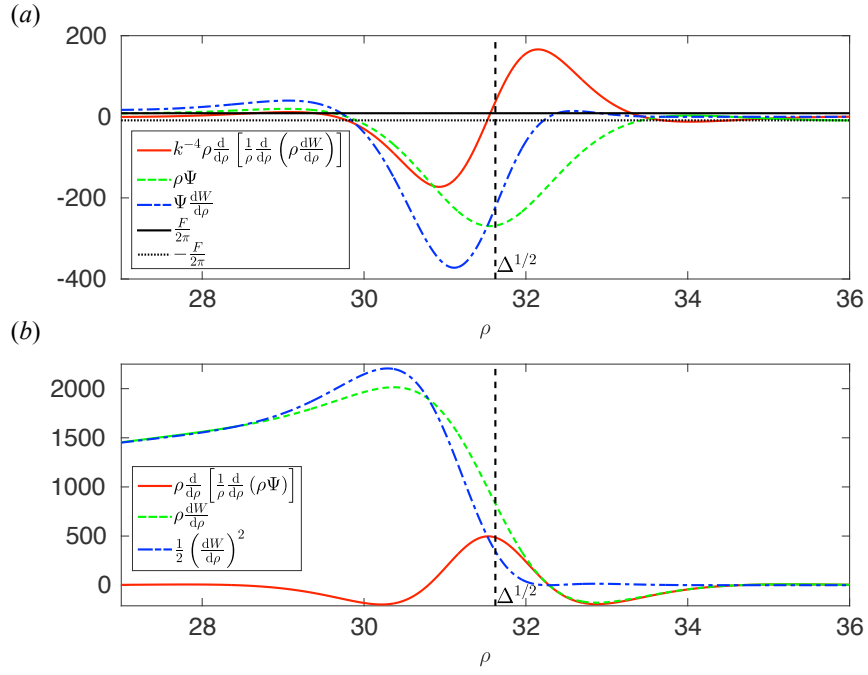 (a)
200
0
-200
-400
k^{-4}ρ d/dρ [1/ρ d/dρ (ρ dW/dρ)]
ρΨ
Ψ dW/dρ
F/2π
−F/2π
Δ^{1/2}
28 30 32 34 36
ρ
(b)
2000
1500
1000
500
0
ρ d/dρ [1/ρ d/dρ (ρΨ)]
ρ dW/dρ
1/2 (dW/dρ)^2
Δ^{1/2}
28 30 32 34 36
ρ